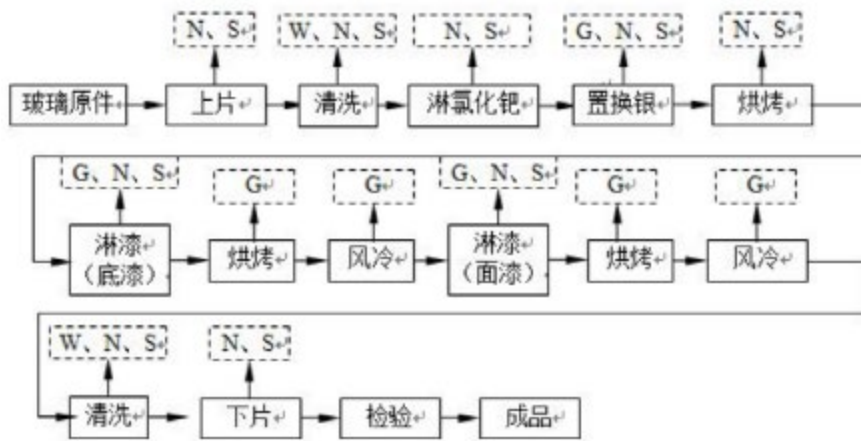 N、S W、N、S N、S G、N、S N、S
玻璃原件 上片 清洗 淋氯化钯 置换银 烘烤
G、N、S G G G、N、S G G
淋漆 淋漆
(底漆) 烘烤 风冷 (面漆) 烘烤 风冷
W、N、S N、S
清洗 下片 检验 成品